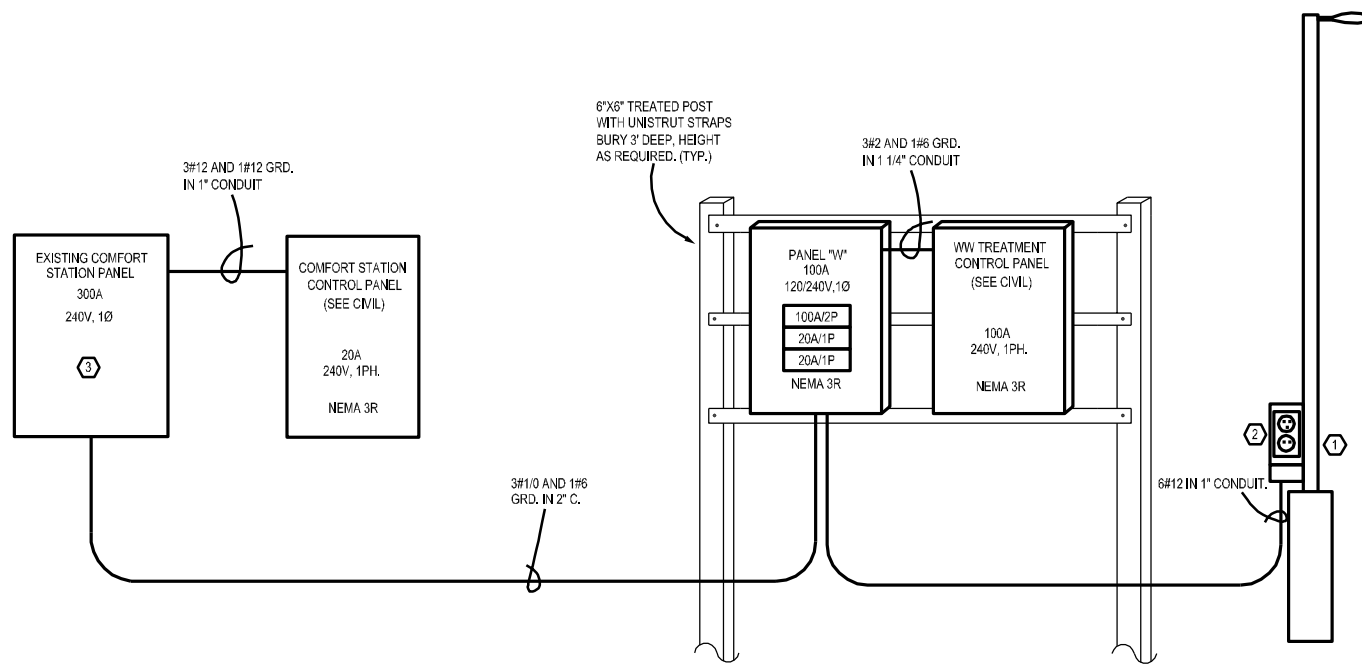 3#12 AND 1#12 GRD.
IN 1" CONDUIT
EXISTING COMFORT
STATION PANEL
300A
240V, 1Ø
3
COMFORT STATION
CONTROL PANEL
(SEE CIVIL)
20A
240V, 1PH.
NEMA 3R
3#1/0 AND 1#6
GRD. IN 2" C.
6"X6" TREATED POST
WITH UNISTRUT STRAPS
BURY 3' DEEP, HEIGHT
AS REQUIRED. (TYP.)
3#2 AND 1#6 GRD.
IN 1 1/4" CONDUIT
PANEL "W"
100A
120/240V,1Ø
100A/2P
20A/1P
20A/1P
NEMA 3R
WW TREATMENT
CONTROL PANEL
(SEE CIVIL)
100A
240V, 1PH.
NEMA 3R
2
1
6#12 IN 1" CONDUIT.